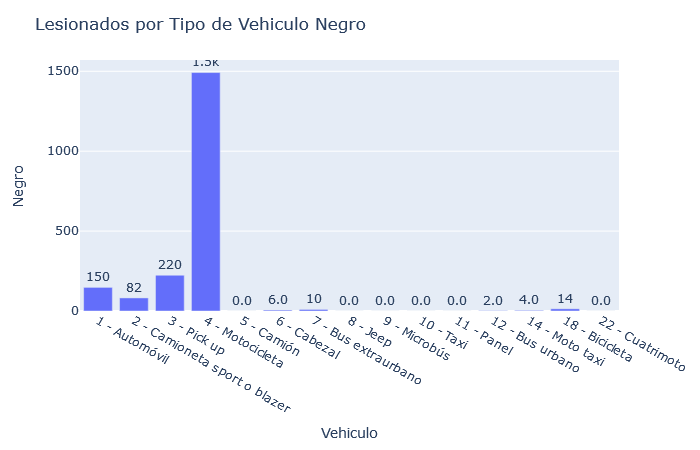 Lesionados por Tipo de Vehiculo Negro
1500
1000
500
0
Negro
150
82
220
1.5k
0.0
6.0
10
0.0
0.0
0.0
0.0
2.0
4.0
14
0.0
1 - Automóvil
2 - Camioneta sport o blazer
3 - Pick up
4 - Motocicleta
5 - Camión
6 - Cabezal
7 - Bus extraurbano
8 - Jeep
9 - Microbús
10 - Taxi
11 - Panel
12 - Bus urbano
14 - Moto taxi
18 - Bicicleta
22 - Cuatrimoto
Vehiculo